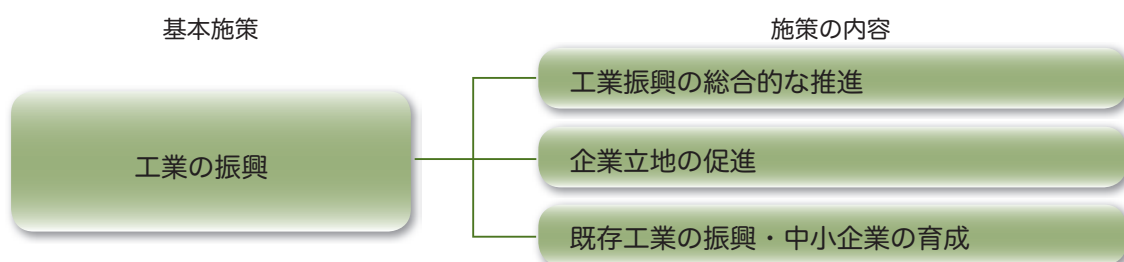 基本施策
施策の内容
工業の振興
工業振興の総合的な推進
企業立地の促進
既存工業の振興・中小企業の育成